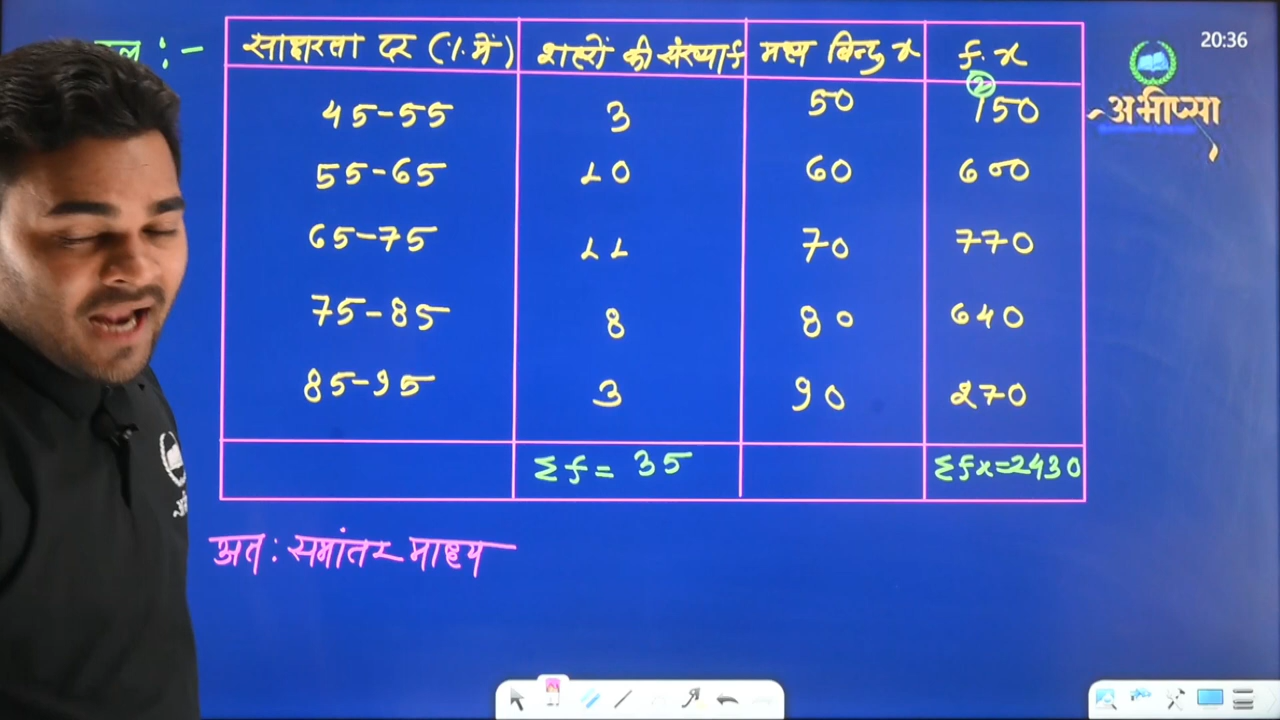 हल :-
साक्षरता दर (% में) शहरों की संख्या f मध्य बिन्दु x f.x
45-55 3 50 150
55-65 10 60 600
65-75 11 70 770
75-85 8 80 640
85-95 3 90 270
Σf = 35 Σfx=2430
2
अतः समांतर माध्य
20:36
अभीप्सा